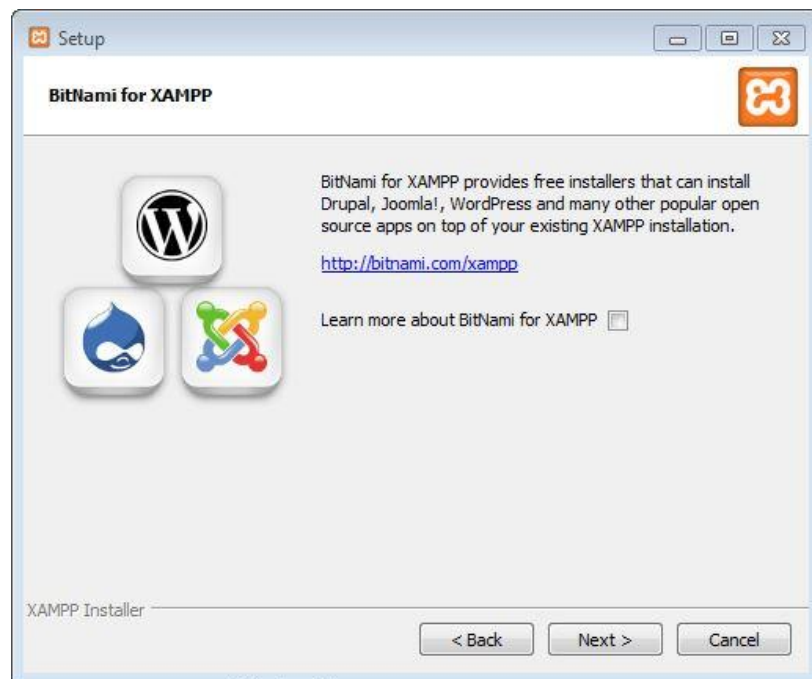 Setup
BitNami for XAMPP
BitNami for XAMPP provides free installers that can install
Drupal, Joomla!, WordPress and many other popular open
source apps on top of your existing XAMPP installation.
http://bitnami.com/xampp
Learn more about BitNami for XAMPP
XAMPP Installer
< Back
Next >
Cancel